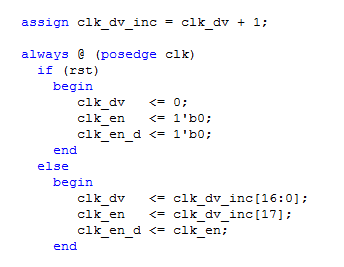 assign clk_dv_inc = clk_dv + 1;
always @ (posedge clk)
if (rst)
begin
clk_dv <= 0;
clk_en <= 1'b0;
clk_en_d <= 1'b0;
end
else
begin
clk_dv <= clk_dv_inc[16:0];
clk_en <= clk_dv_inc[17];
clk_en_d <= clk_en;
end